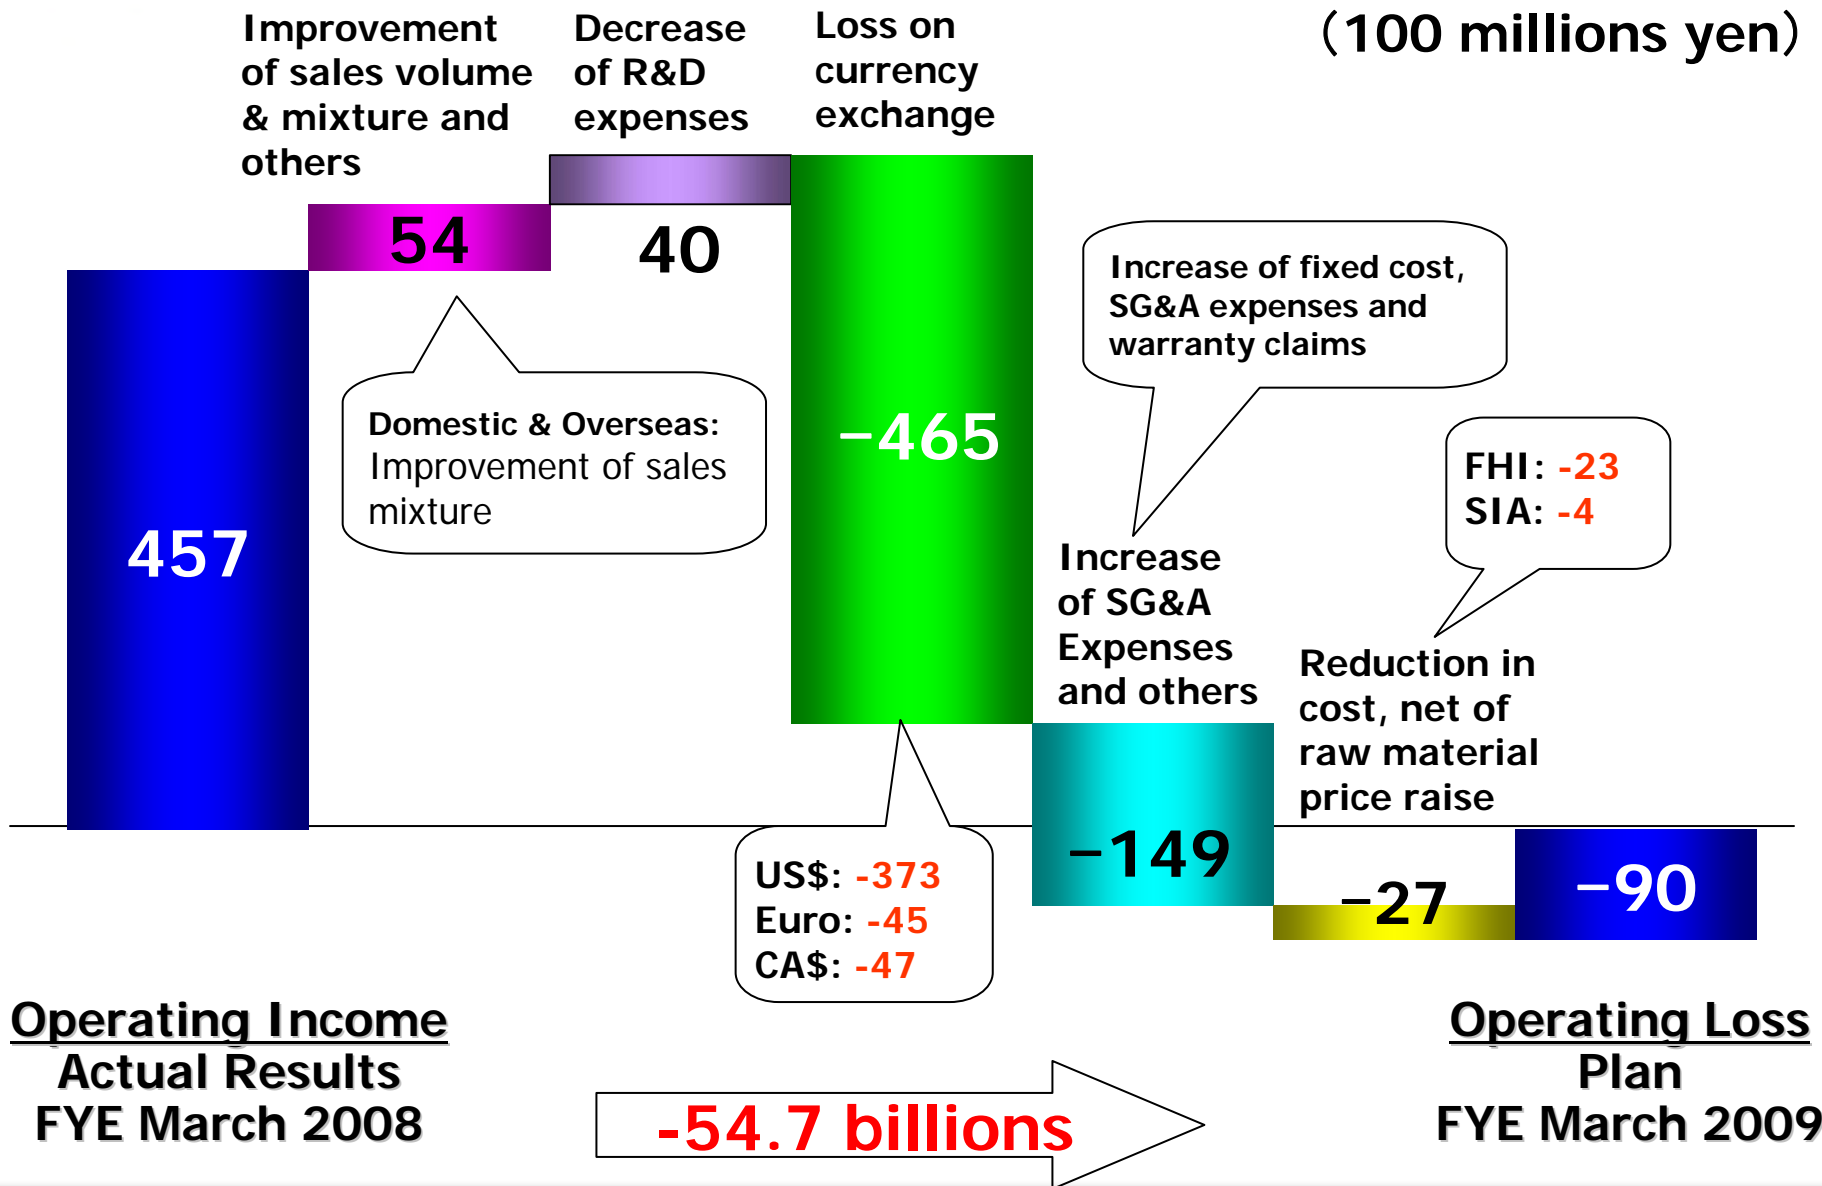 (100 millions yen)
Improvement
of sales volume
& mixture and
others
Decrease
of R&D
expenses
Loss on
currency
exchange
54
40
457
Domestic & Overseas:
Improvement of sales
mixture
−465
Increase of fixed cost,
SG&A expenses and
warranty claims
FHI: -23
SIA: -4
Increase
of SG&A
Expenses
and others
Reduction in
cost, net of
raw material
price raise
US$: -373
Euro: -45
CA$: -47
−149
−27
−90
Operating Income
Actual Results
FYE March 2008
-54.7 billions
Operating Loss
Plan
FYE March 2009